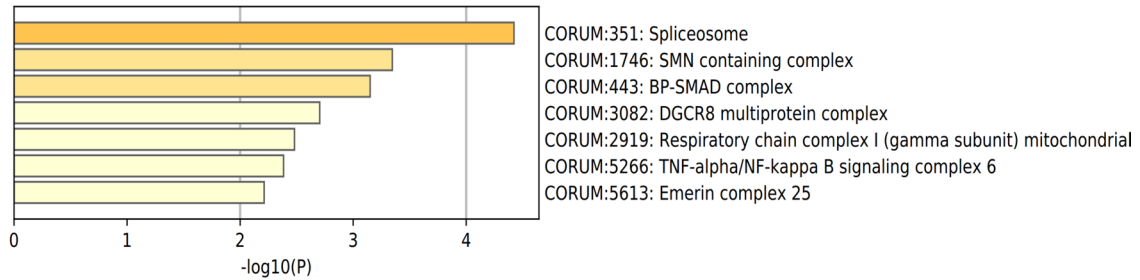 CORUM:351: Spliceosome
CORUM:1746: SMN containing complex
CORUM:443: BP-SMAD complex
CORUM:3082: DGCR8 multiprotein complex
CORUM:2919: Respiratory chain complex I (gamma subunit) mitochondrial
CORUM:5266: TNF-alpha/NF-kappa B signaling complex 6
CORUM:5613: Emerin complex 25
0 1 2 3 4
-log10(P)